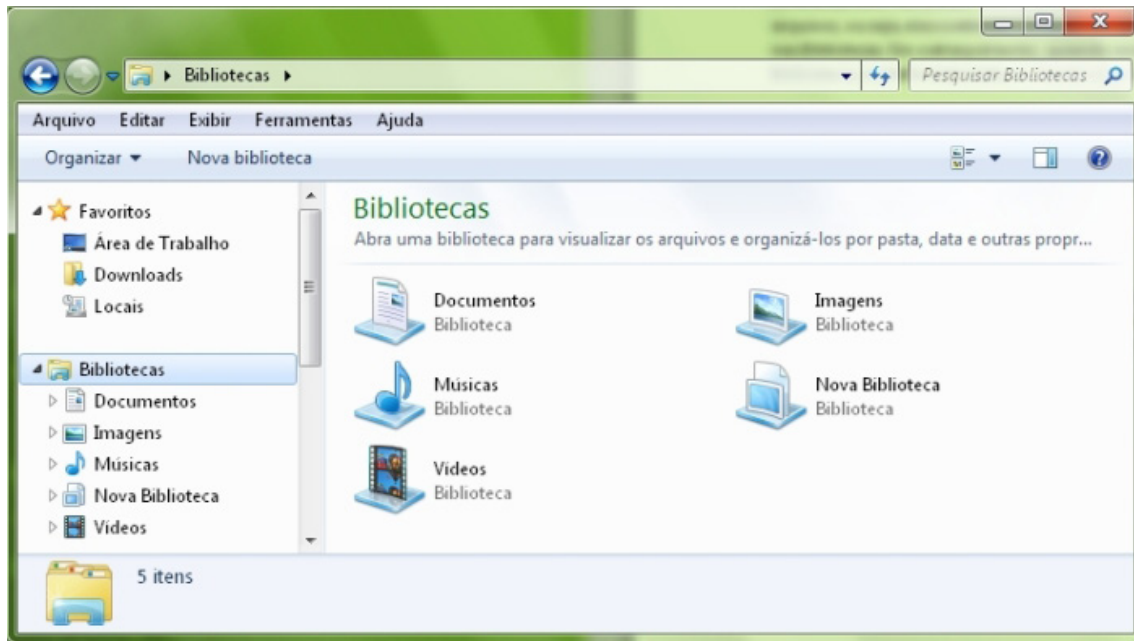 Bibliotecas
Pesquisar Bibliotecas
Arquivo Editar Exibir Ferramentas Ajuda
Organizar Nova biblioteca
Favoritos
Área de Trabalho
Downloads
Locais
Bibliotecas
Documentos
Imagens
Músicas
Nova Biblioteca
Vídeos
Bibliotecas
Abra uma biblioteca para visualizar os arquivos e organizá-los por pasta, data e outras propr...
Documentos
Biblioteca
Imagens
Biblioteca
Músicas
Biblioteca
Nova Biblioteca
Biblioteca
Vídeos
Biblioteca
5 itens